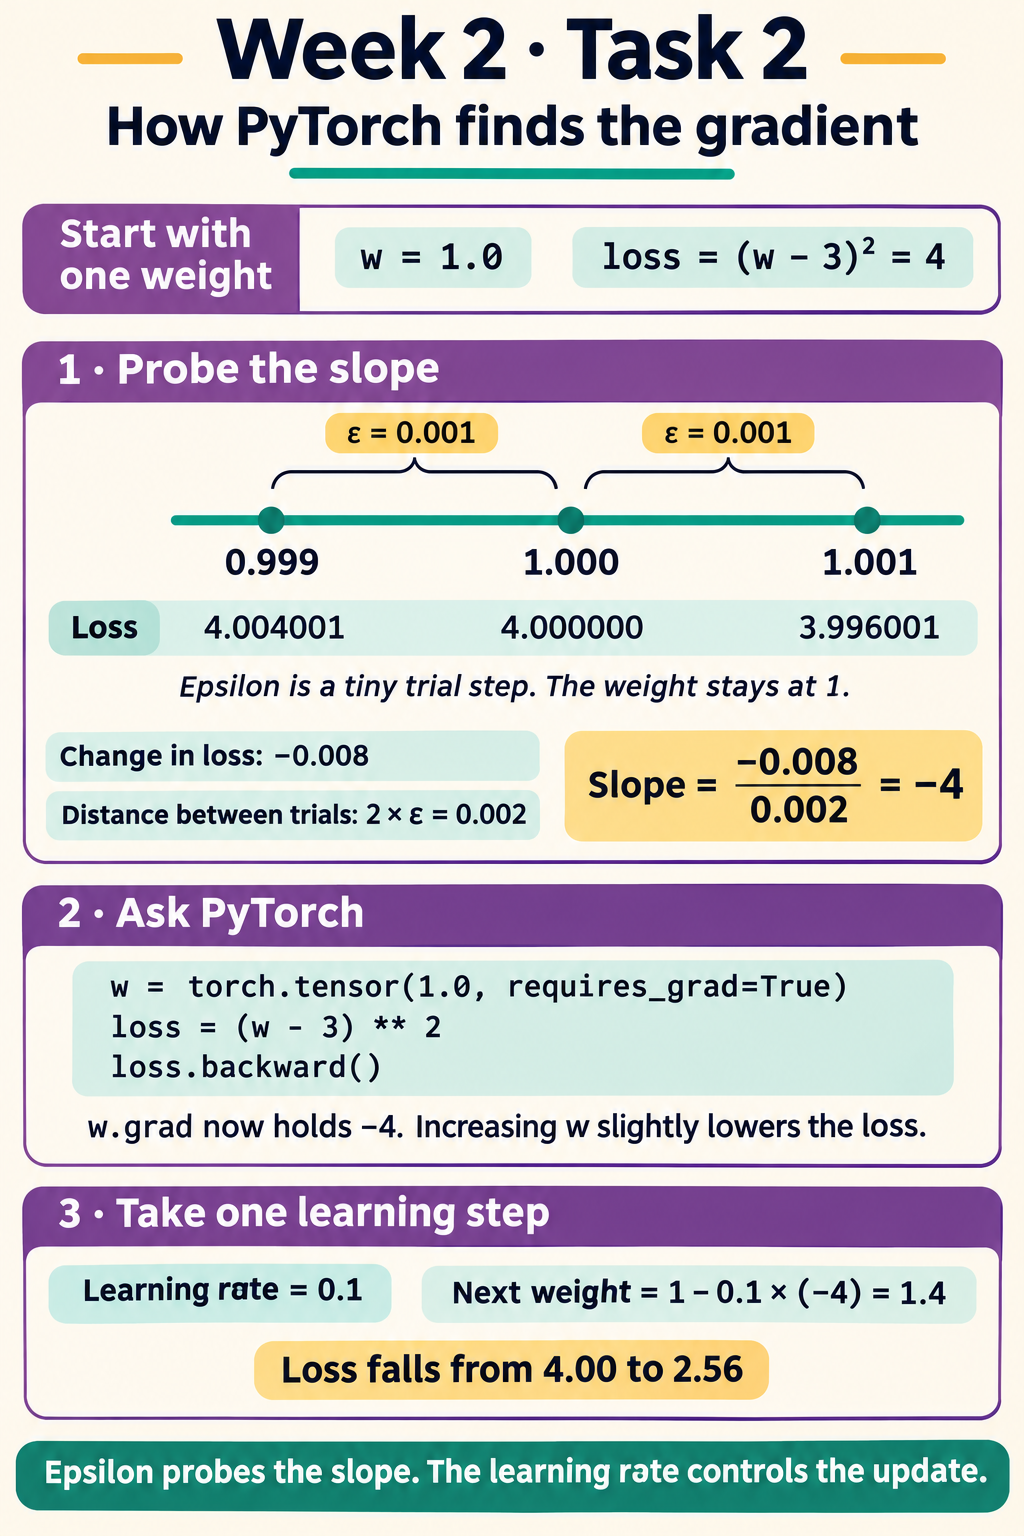 Week 2 · Task 2
How PyTorch finds the gradient
Start with
one weight
w = 1.0
loss = (w − 3)² = 4
1 · Probe the slope
ε = 0.001
ε = 0.001
0.999
1.000
1.001
Loss
4.004001
4.000000
3.996001
Epsilon is a tiny trial step. The weight stays at 1.
Change in loss: −0.008
Distance between trials: 2 × ε = 0.002
Slope = −0.008 / 0.002 = −4
2 · Ask PyTorch
w = torch.tensor(1.0, requires_grad=True)
loss = (w - 3) ** 2
loss.backward()
w.grad now holds −4. Increasing w slightly lowers the loss.
3 · Take one learning step
Learning rate = 0.1
Next weight = 1 − 0.1 × (−4) = 1.4
Loss falls from 4.00 to 2.56
Epsilon probes the slope. The learning rate controls the update.